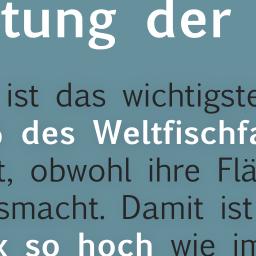 tung der
ist das wichtigste
des Weltfischfa
t, obwohl ihre Flä
smacht. Damit ist
x so hoch wie im